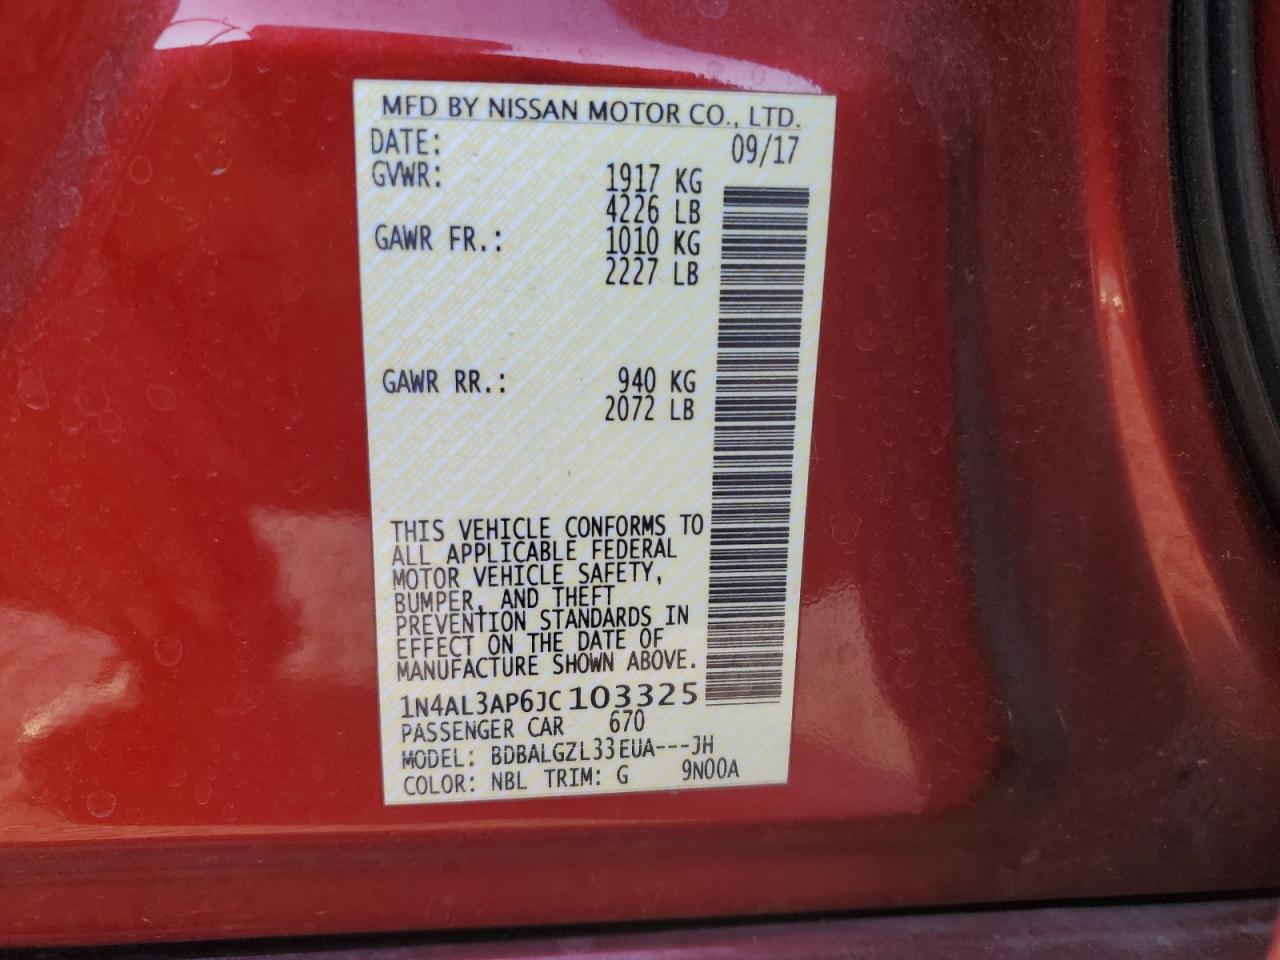 MFD BY NISSAN MOTOR CO., LTD.
DATE: 09/17
GVWR: 1917 KG
4226 LB
GAWR FR.: 1010 KG
2227 LB
GAWR RR.: 940 KG
2072 LB
THIS VEHICLE CONFORMS TO
ALL APPLICABLE FEDERAL
MOTOR VEHICLE SAFETY,
BUMPER, AND THEFT
PREVENTION STANDARDS IN
EFFECT ON THE DATE OF
MANUFACTURE SHOWN ABOVE.
1N4AL3AP6JC103325
PASSENGER CAR 670
MODEL: BDBALGZL33EUA---JH
COLOR: NBL TRIM: G 9N00A